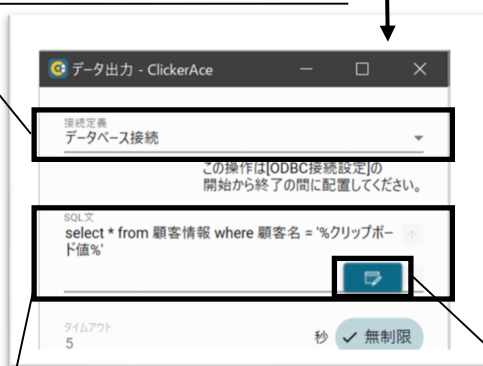 データ出力 - ClickerAce
接続定義
データベース接続
この操作は[ODBC接続設定]の
開始から終了の間に配置してください。
SQL文
select * from 顧客情報 where 顧客名 = '%クリップボー
ド値%'
タイムアウト
5
秒
無制限